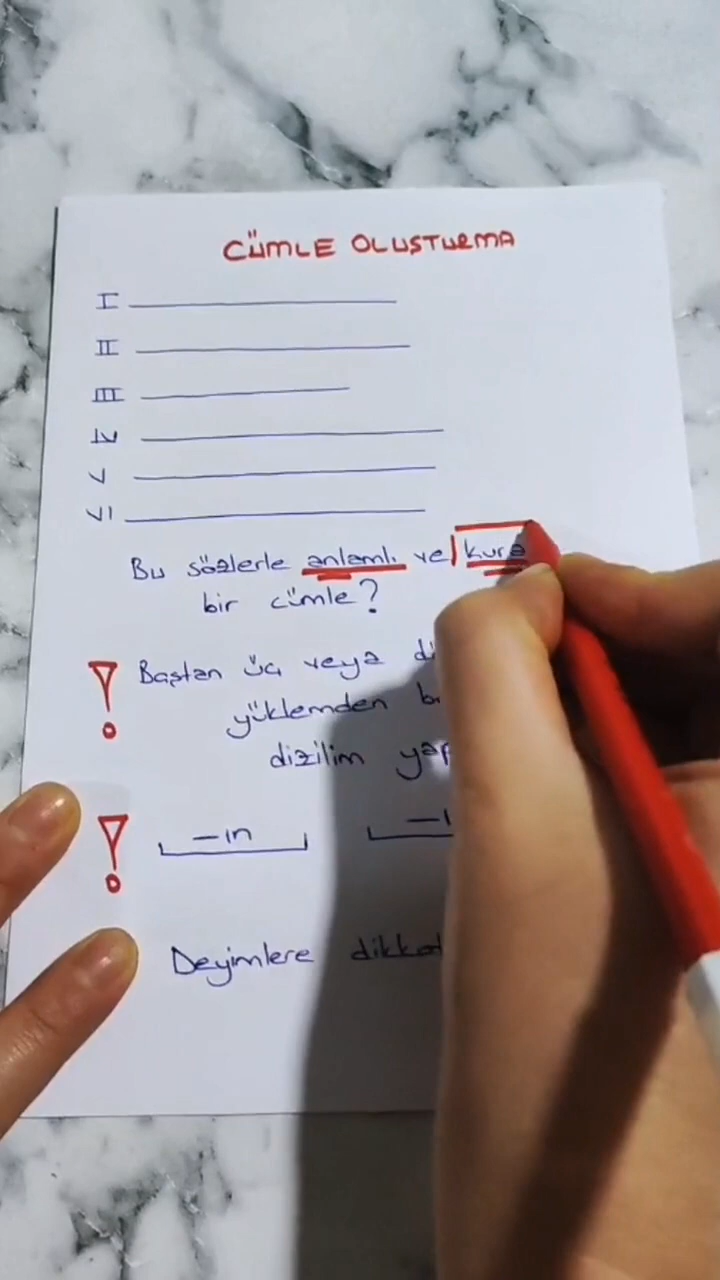 CÜMLE OLUŞTURMA
I
II
III
IV
V
VI
Bu sözlerle anlamlı ve
bir cümle?
! Baştan üç veya
yüklemden
dizilim
! -in
Deyimlere